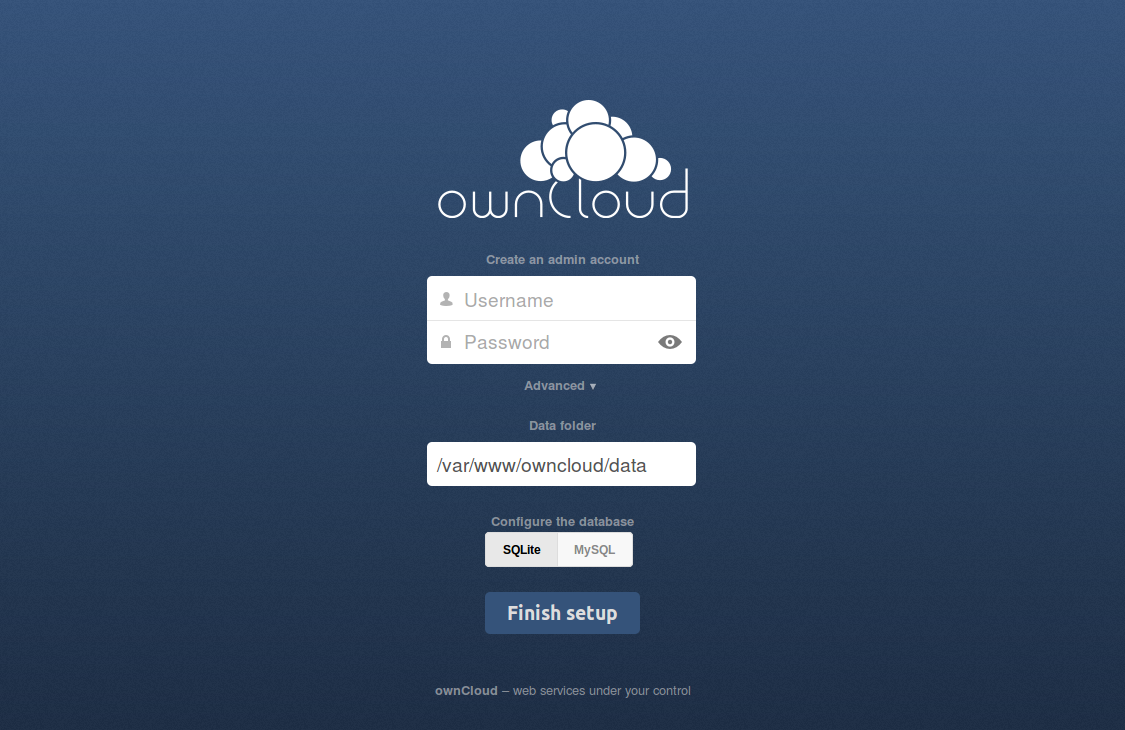 ownCloud
Create an admin account
Username
Password
Advanced ▼
Data folder
/var/www/owncloud/data
Configure the database
SQLite MySQL
Finish setup
ownCloud – web services under your control